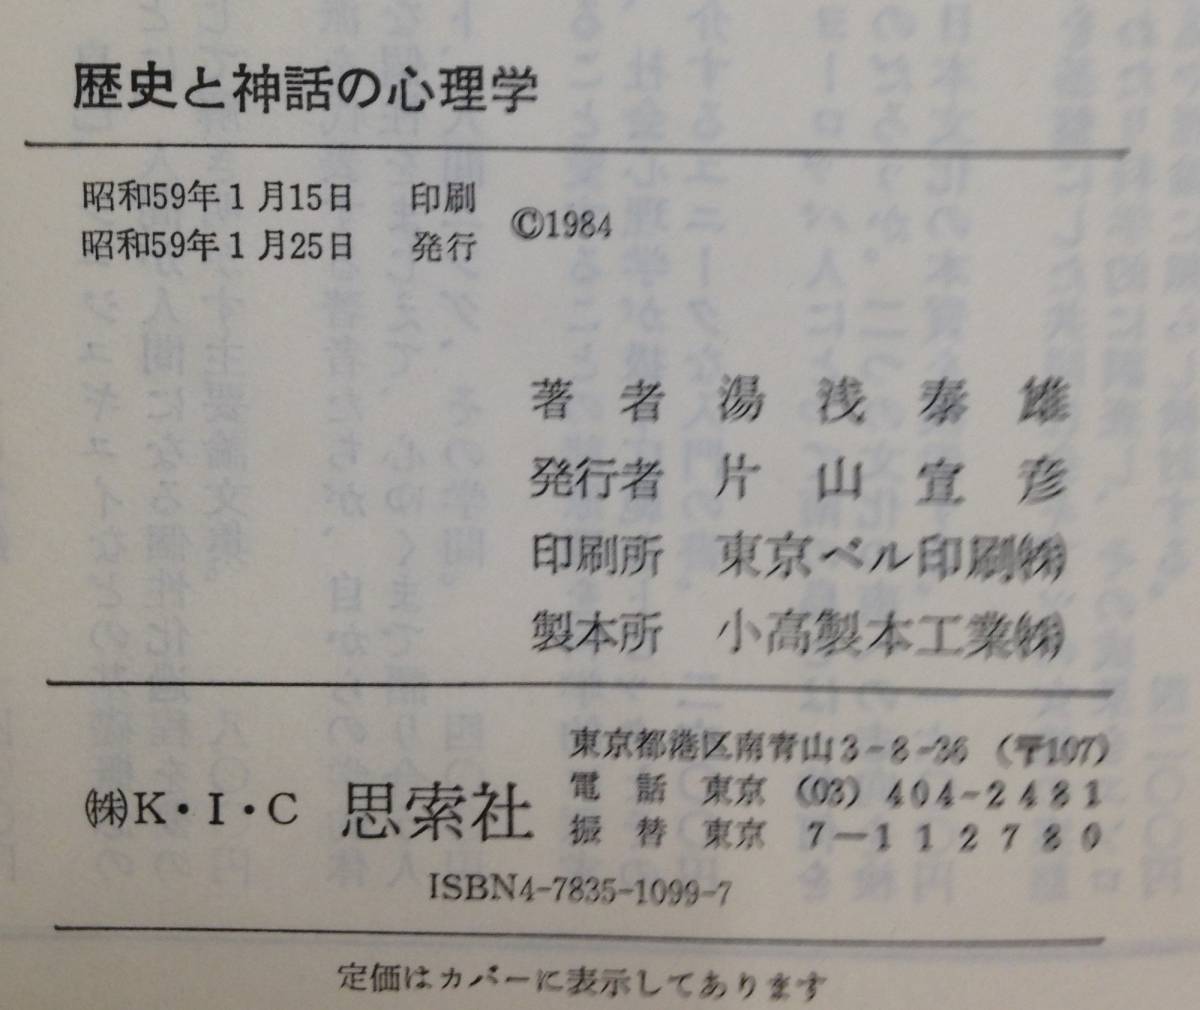 歴史と神話の心理学
昭和59年1月15日 印刷
昭和59年1月25日 発行
©1984
著者 湯浅泰雄
発行者 片山宣彦
印刷所 東京ベル印刷㈱
製本所 小高製本工業㈱
㈱K・I・C 思索社
東京都港区南青山3-8-36 (〒107)
電話 東京 (03) 404-2481
振替 東京 7-112780
ISBN4-7835-1099-7
定価はカバーに表示してあります